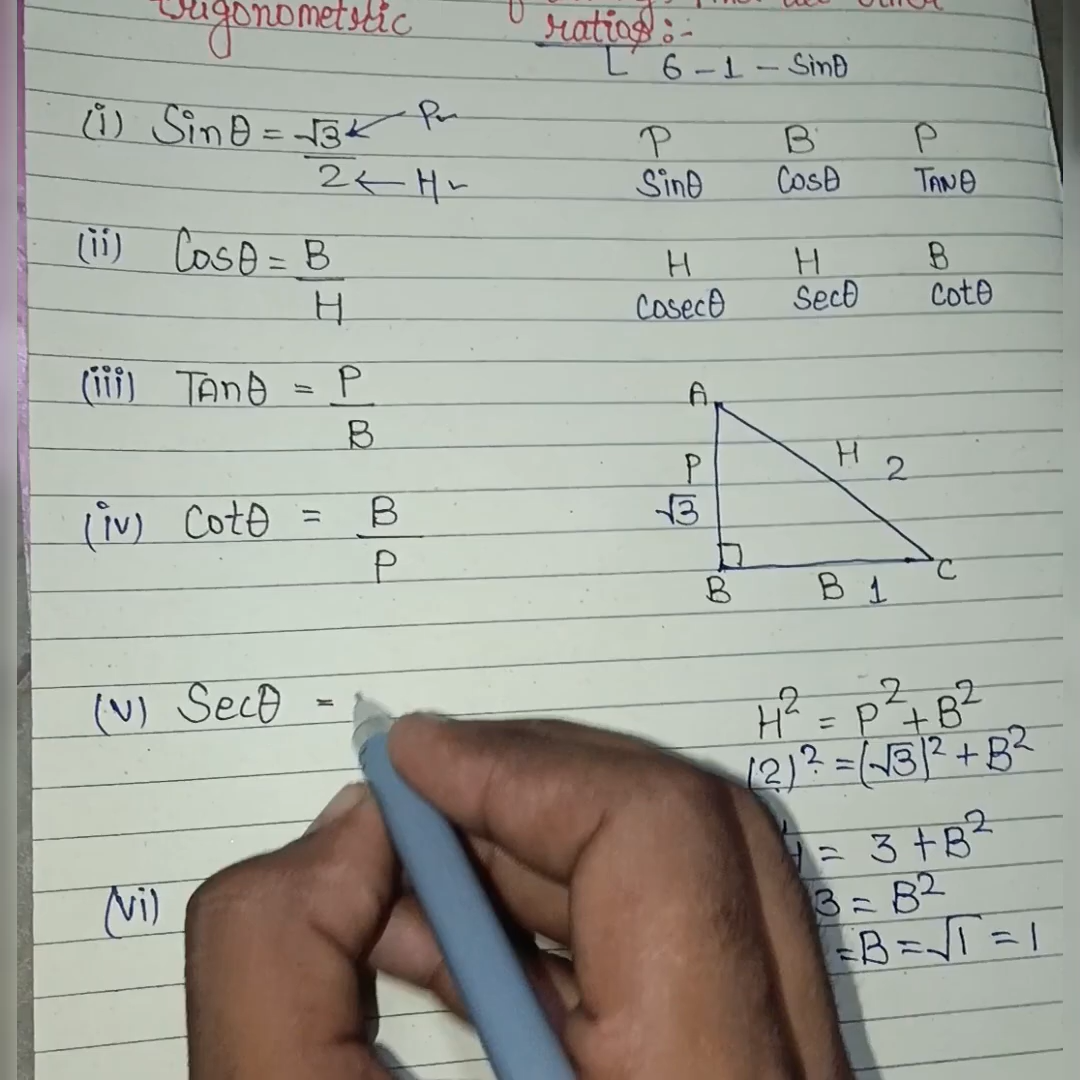 trigonometric ratios:-
[ 6 - 1 - Sinθ
(i) Sinθ = √3 ← P
2 ← H
P B P
Sinθ Cosθ TANθ
(ii) Cosθ = B
H
H H B
Cosecθ Secθ Cotθ
(iii) TAnθ = P
B
A
P H 2
√3
B B 1 C
(iv) Cotθ = B
P
(v) Secθ =
H² = P² + B²
(2)² = (√3)² + B²
= 3 + B²
(vi)
3 = B²
= B = √1 = 1